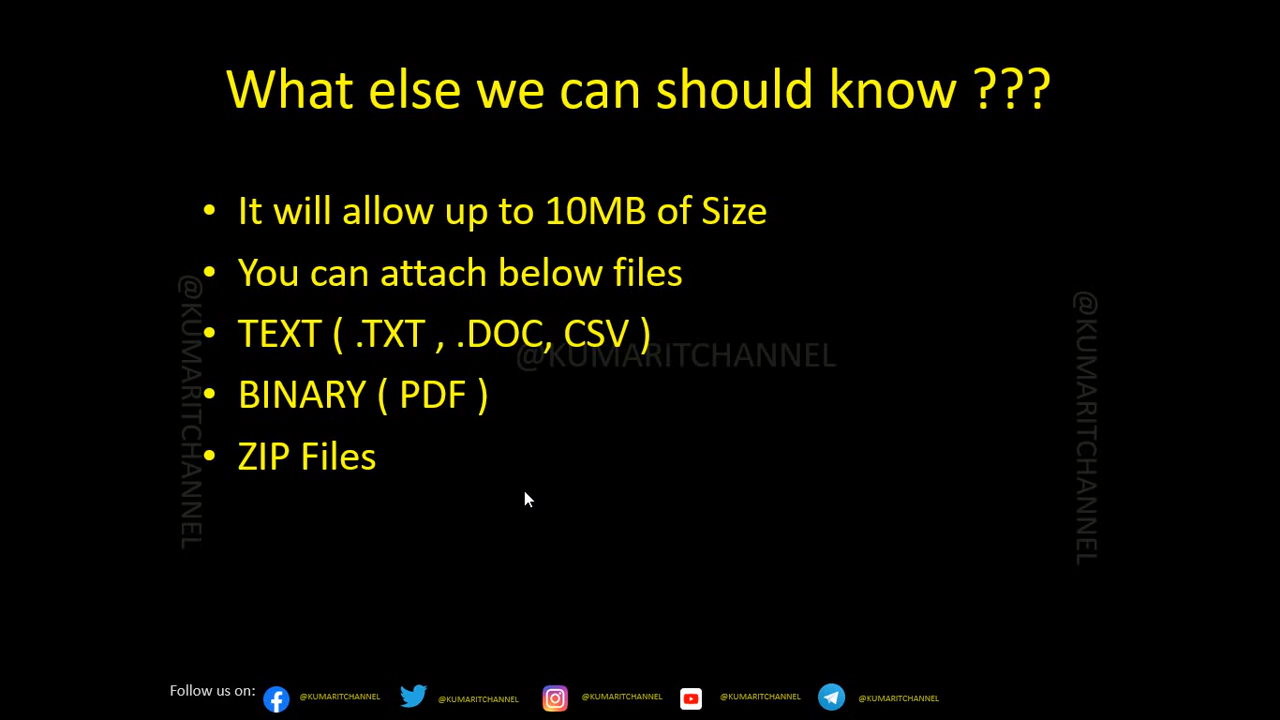 What else we can should know ???
• It will allow up to 10MB of Size
• You can attach below files
• TEXT ( .TXT , .DOC, CSV )
• BINARY ( PDF )
• ZIP Files
@KUMARITCHANNEL
@KUMARITCHANNEL
@KUMARITCHANNEL
Follow us on: @KUMARITCHANNEL @KUMARITCHANNEL @KUMARITCHANNEL @KUMARITCHANNEL @KUMARITCHANNEL